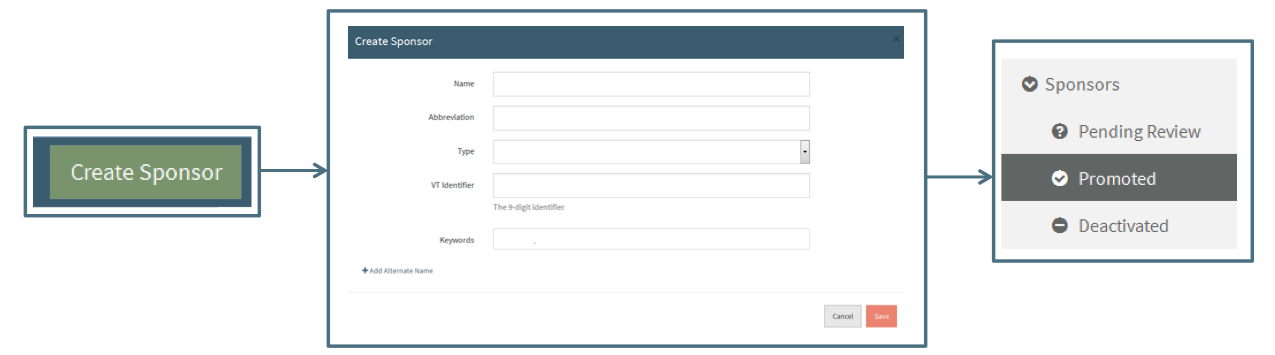 Create Sponsor
Create Sponsor ×
Name
Abbreviation
Type
VT Identifier
The 9-digit identifier
Keywords
+ Add Alternate Name
Cancel Save
Sponsors
Pending Review
Promoted
Deactivated